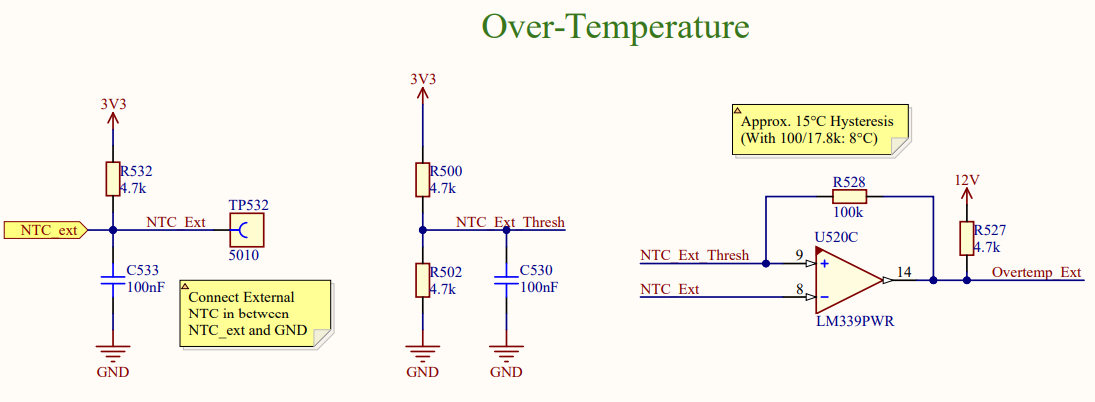 Over-Temperature
3V3
R532
4.7k
NTC_ext
NTC_Ext
TP532
5010
C533
100nF
GND
Connect External
NTC in between
NTC_ext and GND
3V3
R500
4.7k
NTC_Ext_Thresh
R502
4.7k
C530
100nF
GND
GND
Approx. 15°C Hysteresis
(With 100/17.8k: 8°C)
R528
100k
12V
R527
4.7k
U520C
NTC_Ext_Thresh
9
+
NTC_Ext
8
-
14
Overtemp_Ext
LM339PWR